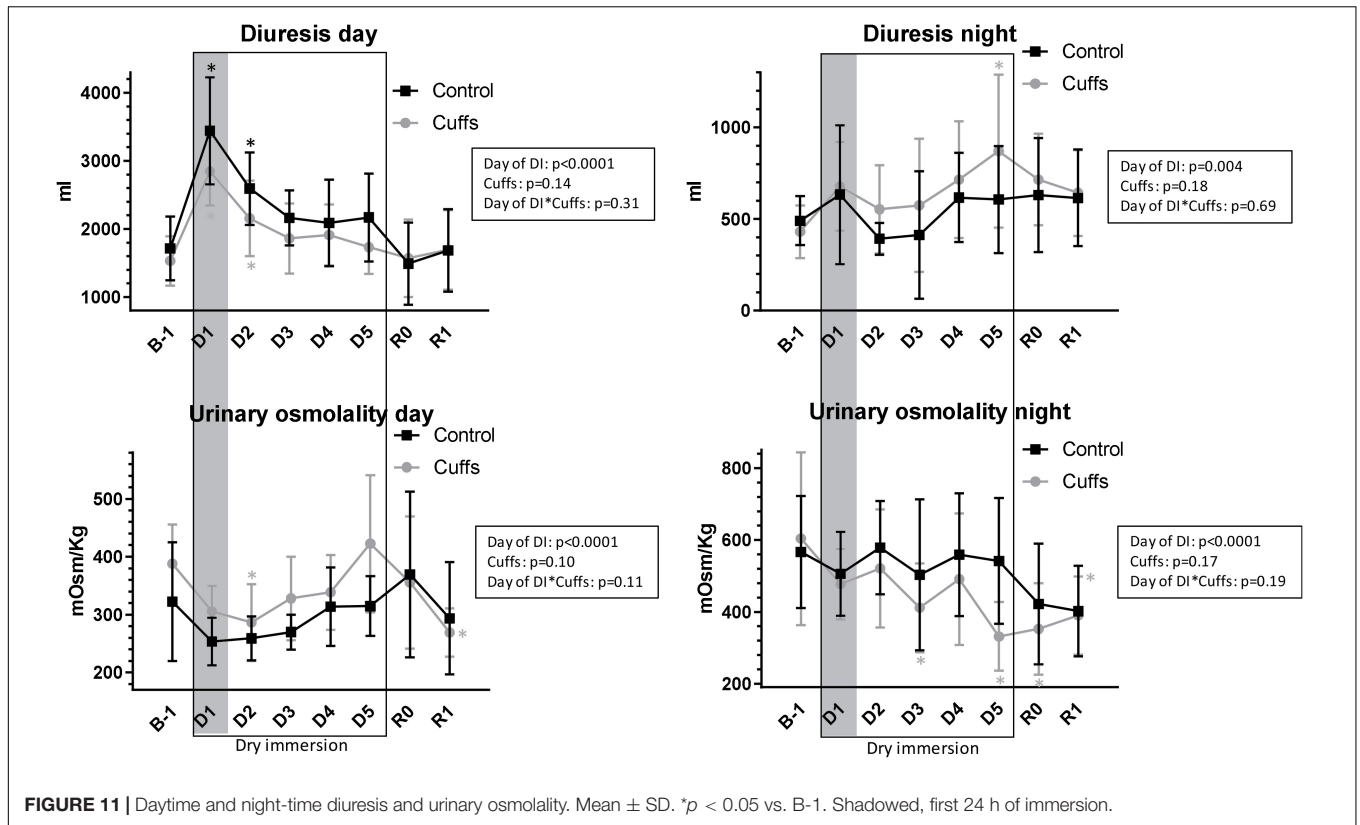 Diuresis day
Control
Cuffs
4000
3000
2000
1000
ml
*
*
*
*
Day of DI: p<0.0001
Cuffs: p=0.14
Day of DI*Cuffs: p=0.31
B-1 D1 D2 D3 D4 D5 R0 R1
Diuresis night
Control
Cuffs
1000
500
0
ml
*
Day of DI: p=0.004
Cuffs: p=0.18
Day of DI*Cuffs: p=0.69
B-1 D1 D2 D3 D4 D5 R0 R1
Urinary osmolality day
Control
Cuffs
500
400
300
200
mOsm/Kg
*
*
Day of DI: p<0.0001
Cuffs: p=0.10
Day of DI*Cuffs: p=0.11
B-1 D1 D2 D3 D4 D5 R0 R1
Dry immersion
Urinary osmolality night
Control
Cuffs
800
600
400
200
mOsm/Kg
*
*
*
*
Day of DI: p<0.0001
Cuffs: p=0.17
Day of DI*Cuffs: p=0.19
B-1 D1 D2 D3 D4 D5 R0 R1
Dry immersion
FIGURE 11 | Daytime and night-time diuresis and urinary osmolality. Mean ± SD. *p < 0.05 vs. B-1. Shadowed, first 24 h of immersion.